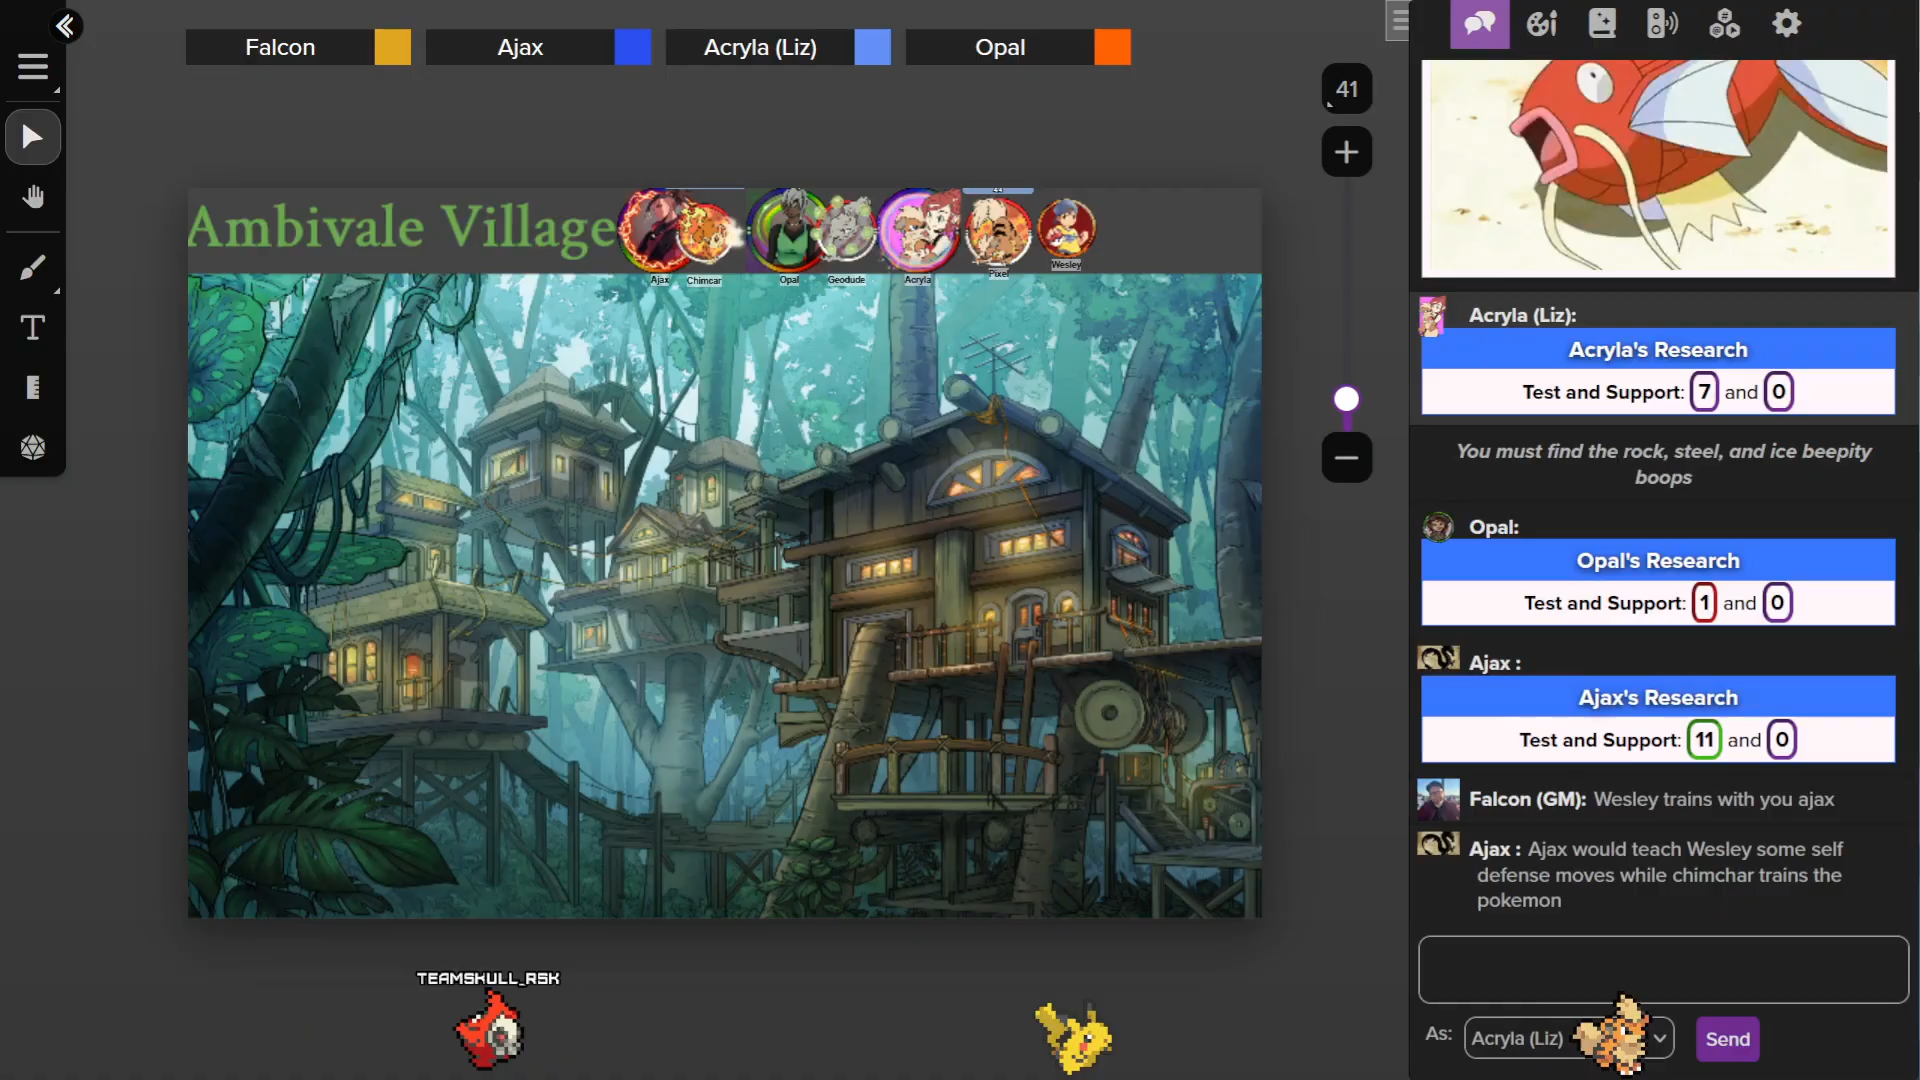 Falcon
Ajax
Acryla (Liz)
Opal
41
Ambivale Village
Ajax
Chimcar
Opal
Geodude
Acryla
Pixel
Wesley
Acryla (Liz):
Acryla's Research
Test and Support: 7 and 0
You must find the rock, steel, and ice beepity
boops
Opal:
Opal's Research
Test and Support: 1 and 0
Ajax :
Ajax's Research
Test and Support: 11 and 0
Falcon (GM): Wesley trains with you ajax
Ajax : Ajax would teach Wesley some self
defense moves while chimchar trains the
pokemon
TEAMSKULL_RSK
As:
Acryla (Liz)
Send